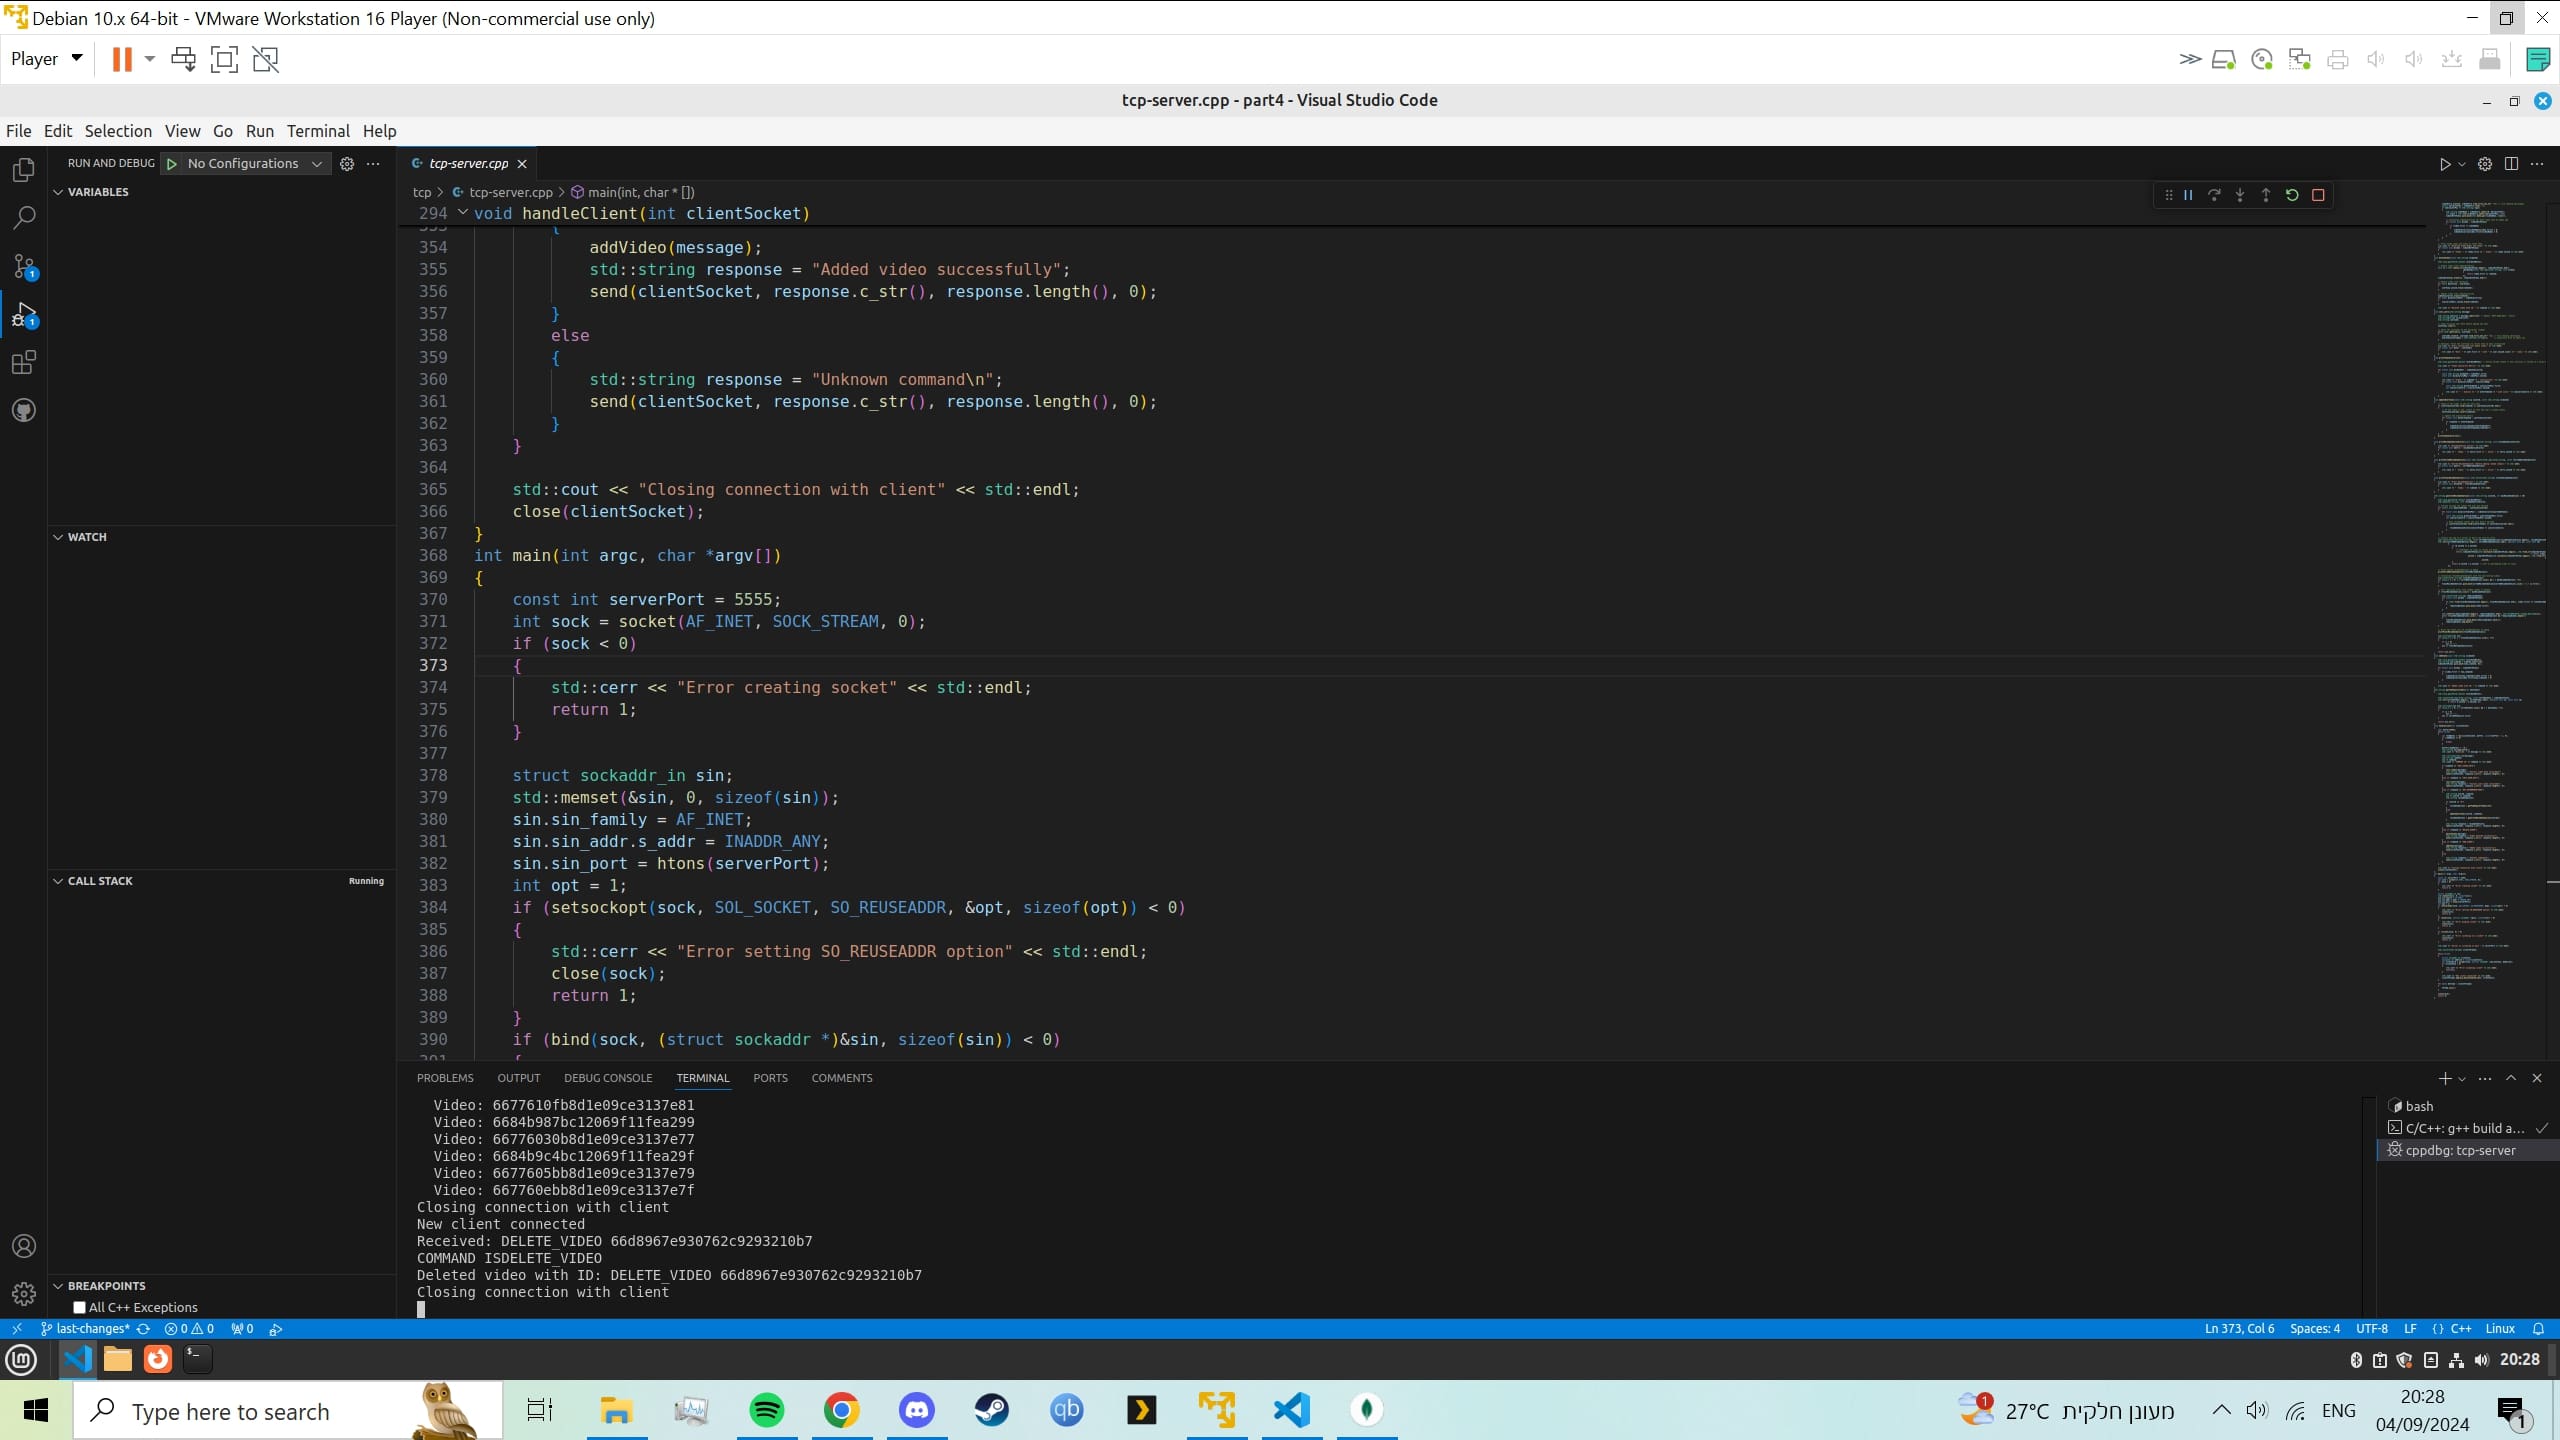 Debian 10.x 64-bit - VMware Workstation 16 Player (Non-commercial use only)
Player
tcp-server.cpp - part4 - Visual Studio Code
File Edit Selection View Go Run Terminal Help
RUN AND DEBUG No Configurations
tcp-server.cpp
VARIABLES
tcp > tcp-server.cpp > main(int, char * [])
294 void handleClient(int clientSocket)
353 {
354 addVideo(message);
355 std::string response = "Added video successfully";
356 send(clientSocket, response.c_str(), response.length(), 0);
357 }
358 else
359 {
360 std::string response = "Unknown command\n";
361 send(clientSocket, response.c_str(), response.length(), 0);
362 }
363 }
364
365 std::cout << "Closing connection with client" << std::endl;
366 close(clientSocket);
367 }
368 int main(int argc, char *argv[])
369 {
370 const int serverPort = 5555;
371 int sock = socket(AF_INET, SOCK_STREAM, 0);
372 if (sock < 0)
373 {
374 std::cerr << "Error creating socket" << std::endl;
375 return 1;
376 }
377
378 struct sockaddr_in sin;
379 std::memset(&sin, 0, sizeof(sin));
380 sin.sin_family = AF_INET;
381 sin.sin_addr.s_addr = INADDR_ANY;
382 sin.sin_port = htons(serverPort);
383 int opt = 1;
384 if (setsockopt(sock, SOL_SOCKET, SO_REUSEADDR, &opt, sizeof(opt)) < 0)
385 {
386 std::cerr << "Error setting SO_REUSEADDR option" << std::endl;
387 close(sock);
388 return 1;
389 }
390 if (bind(sock, (struct sockaddr *)&sin, sizeof(sin)) < 0)
391 {
WATCH
CALL STACK Running
BREAKPOINTS
All C++ Exceptions
PROBLEMS OUTPUT DEBUG CONSOLE TERMINAL PORTS COMMENTS
Video: 6677610fb8d1e09ce3137e81
Video: 6684b987bc12069f11fea299
Video: 66776030b8d1e09ce3137e77
Video: 6684b9c4bc12069f11fea29f
Video: 6677605bb8d1e09ce3137e79
Video: 667760ebb8d1e09ce3137e7f
Closing connection with client
New client connected
Received: DELETE_VIDEO 66d8967e930762c9293210b7
COMMAND ISDELETE_VIDEO
Deleted video with ID: DELETE_VIDEO 66d8967e930762c9293210b7
Closing connection with client
bash
C/C++: g++ build a...
cppdbg: tcp-server
last-changes* 0 0 0 Ln 373, Col 6 Spaces: 4 UTF-8 LF {} C++ Linux
20:28
Type here to search
27°C מעונן חלקית
ENG
20:28
04/09/2024